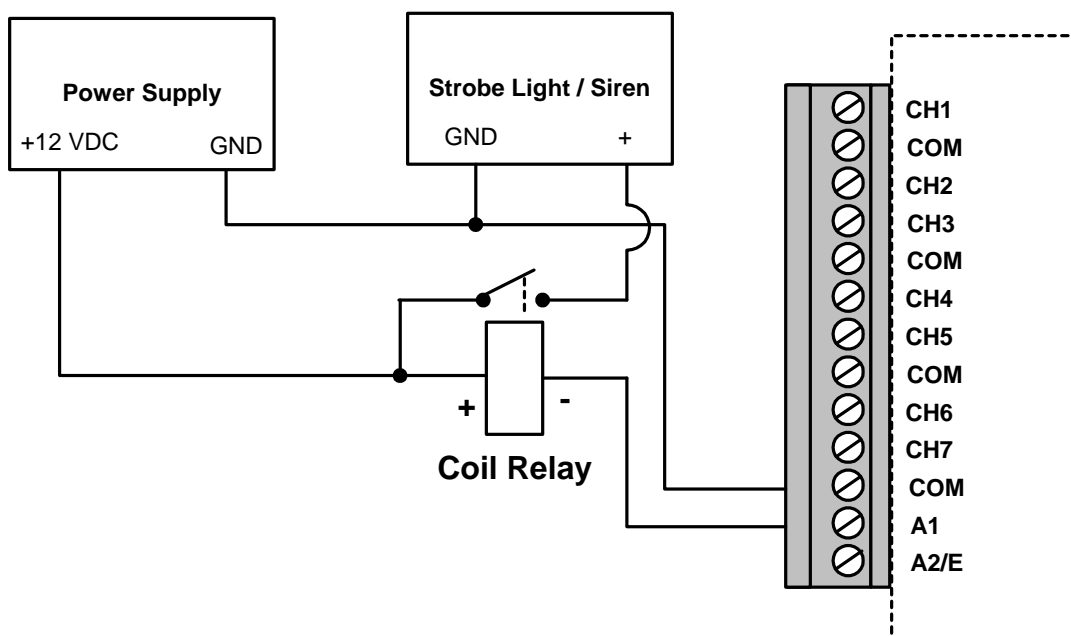 Power Supply
+12 VDC
GND
Strobe Light / Siren
GND
+
+
-
Coil Relay
CH1
COM
CH2
CH3
COM
CH4
CH5
COM
CH6
CH7
COM
A1
A2/E